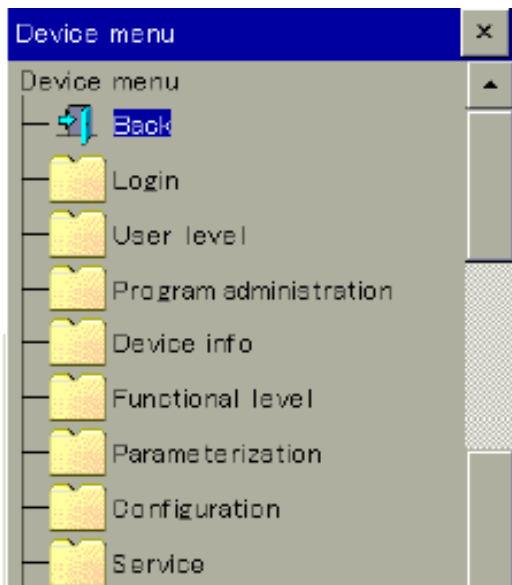 Device menu
Device menu
Back
Login
User level
Program administration
Device info
Functional level
Parameterization
Configuration
Service